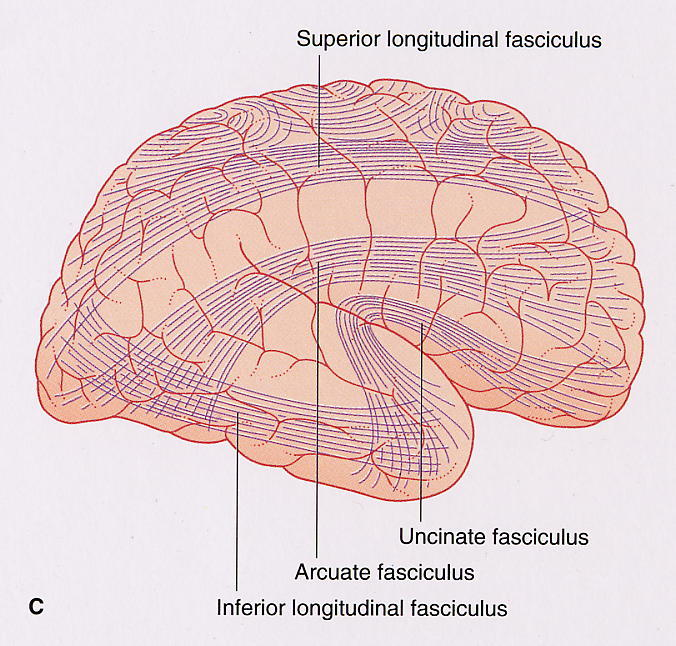 Superior longitudinal fasciculus
Uncinate fasciculus
Arcuate fasciculus
C
Inferior longitudinal fasciculus